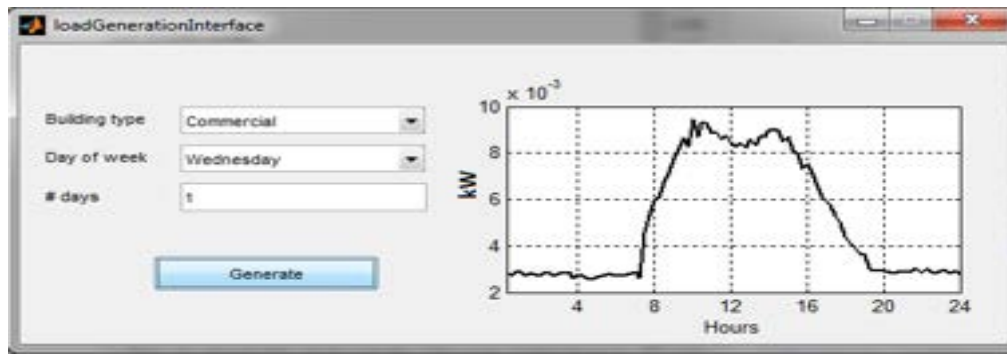 loadGenerationInterface
Building type
Commercial
Day of week
Wednesday
# days
1
Generate
x 10
-3
10
8
6
4
2
kW
4 8 12 16 20 24
Hours